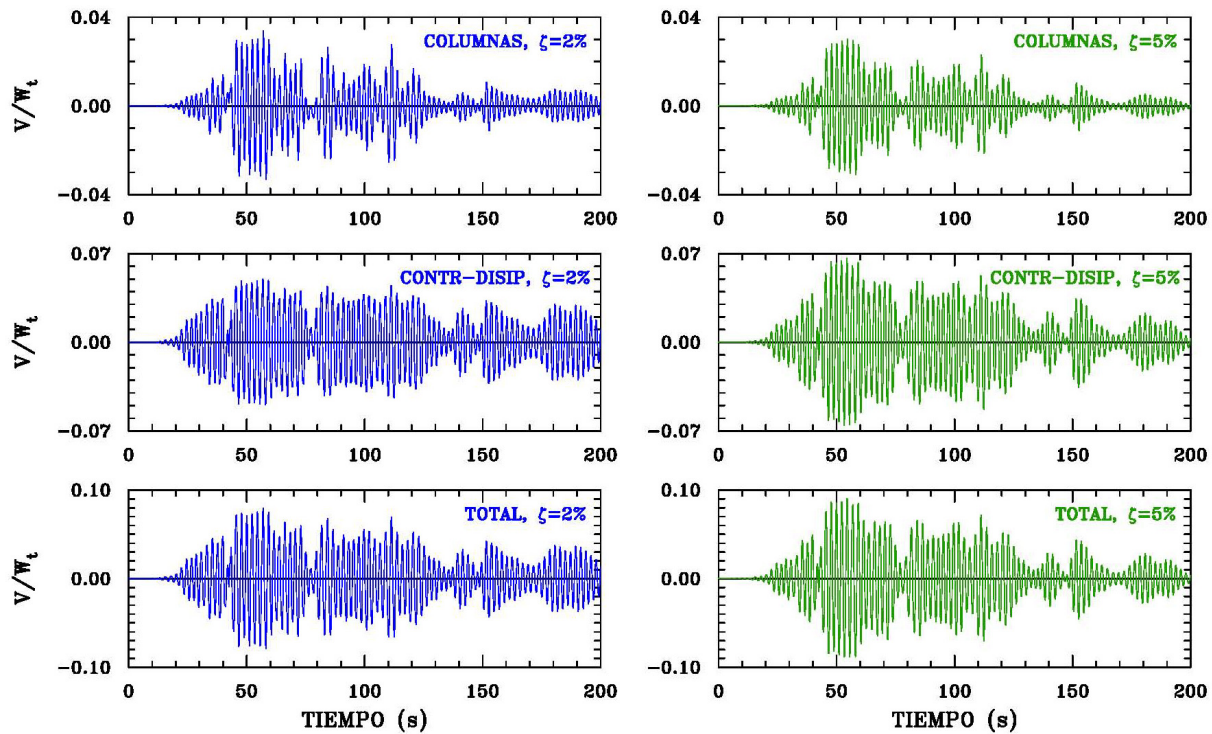 0.04
COLUMNAS, ζ=2%
V/Wt
0.00
-0.04
0 50 100 150 200
0.04
COLUMNAS, ζ=5%
0.00
-0.04
0 50 100 150 200
0.07
CONTR-DISIP, ζ=2%
V/Wt
0.00
-0.07
0 50 100 150 200
0.07
CONTR-DISIP, ζ=5%
0.00
-0.07
0 50 100 150 200
0.10
TOTAL, ζ=2%
V/Wt
0.00
-0.10
0 50 100 150 200
TIEMPO (s)
0.10
TOTAL, ζ=5%
0.00
-0.10
0 50 100 150 200
TIEMPO (s)